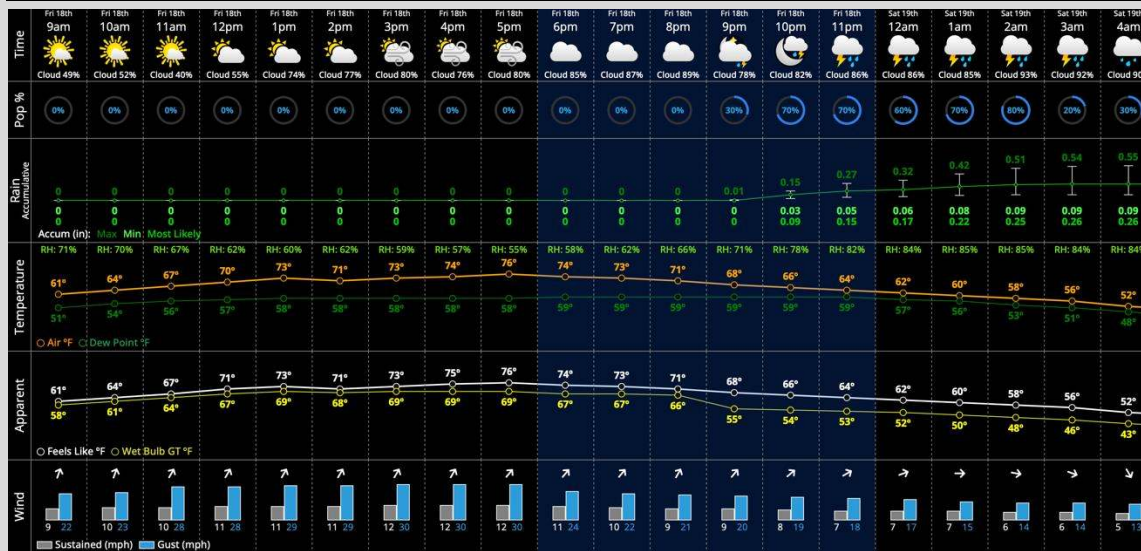 Time
Fri 18th Fri 18th Fri 18th Fri 18th Fri 18th Fri 18th Fri 18th Fri 18th Fri 18th Fri 18th Fri 18th Fri 18th Fri 18th Fri 18th Fri 18th Sat 19th Sat 19th Sat 19th Sat 19th Sat 19th
9am 10am 11am 12pm 1pm 2pm 3pm 4pm 5pm 6pm 7pm 8pm 9pm 10pm 11pm 12am 1am 2am 3am 4am
Cloud 49% Cloud 52% Cloud 40% Cloud 55% Cloud 74% Cloud 77% Cloud 80% Cloud 76% Cloud 80% Cloud 85% Cloud 87% Cloud 89% Cloud 78% Cloud 82% Cloud 86% Cloud 86% Cloud 85% Cloud 93% Cloud 92% Cloud 90
Pop %
0% 0% 0% 0% 0% 0% 0% 0% 0% 0% 0% 0% 30% 70% 70% 60% 70% 80% 20% 30%
Rain
Accumulative
0 0 0 0 0 0 0 0 0 0 0 0 0.01 0.15 0.27 0.32 0.42 0.51 0.54 0.55
0 0 0 0 0 0 0 0 0 0 0 0 0 0.03 0.05 0.06 0.08 0.09 0.09 0.09
0 0 0 0 0 0 0 0 0 0 0 0 0 0.09 0.15 0.17 0.22 0.25 0.26 0.26
Accum (in): Max Min Most Likely
Temperature
RH: 71% RH: 70% RH: 67% RH: 62% RH: 60% RH: 62% RH: 59% RH: 57% RH: 55% RH: 58% RH: 62% RH: 66% RH: 71% RH: 78% RH: 82% RH: 84% RH: 85% RH: 85% RH: 84% RH: 84
61° 64° 67° 70° 73° 71° 73° 74° 76° 74° 73° 71° 68° 66° 64° 62° 60° 58° 56° 52°
51° 54° 56° 57° 58° 58° 58° 58° 58° 59° 59° 59° 59° 59° 59° 57° 56° 53° 51° 48°
Air °F Dew Point °F
Apparent
61° 64° 67° 71° 73° 71° 73° 75° 76° 74° 73° 71° 68° 66° 64° 62° 60° 58° 56° 52°
58° 61° 64° 67° 69° 68° 69° 69° 69° 67° 67° 66° 55° 54° 53° 52° 50° 48° 46° 43°
Feels Like °F Wet Bulb GT °F
Wind
9 22 10 23 10 28 11 28 11 29 11 29 12 30 12 30 12 30 11 24 10 22 9 21 9 20 8 19 7 18 7 17 7 15 6 14 6 14 5 13
Sustained (mph) Gust (mph)